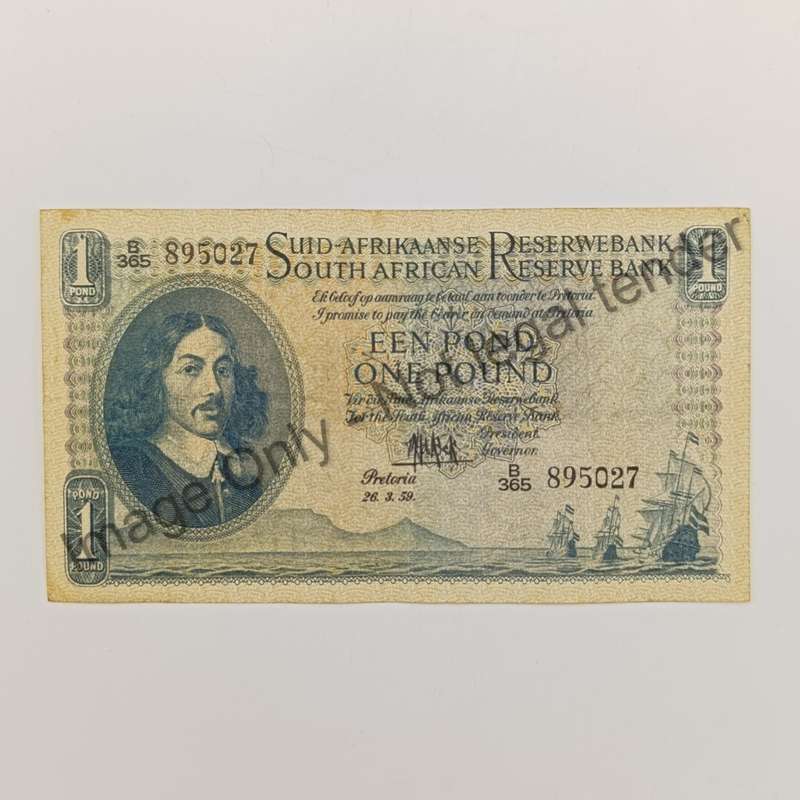 1
POND
B
365
895027
SUID-AFRIKAANSE RESERWEBANK
SOUTH AFRICAN RESERVE BANK
1
POUND
Ek beloof op aanvraag te betaal aan toonder te Pretoria
I promise to pay the bearer on demand at Pretoria
EEN POND
ONE POUND
Vir die Suid-Afrikaanse Reserwebank.
For the South African Reserve Bank.
President.
Governor.
Pretoria
26.3.59.
B
365
895027
POND
1
POUND
Image Only
Not legal tender